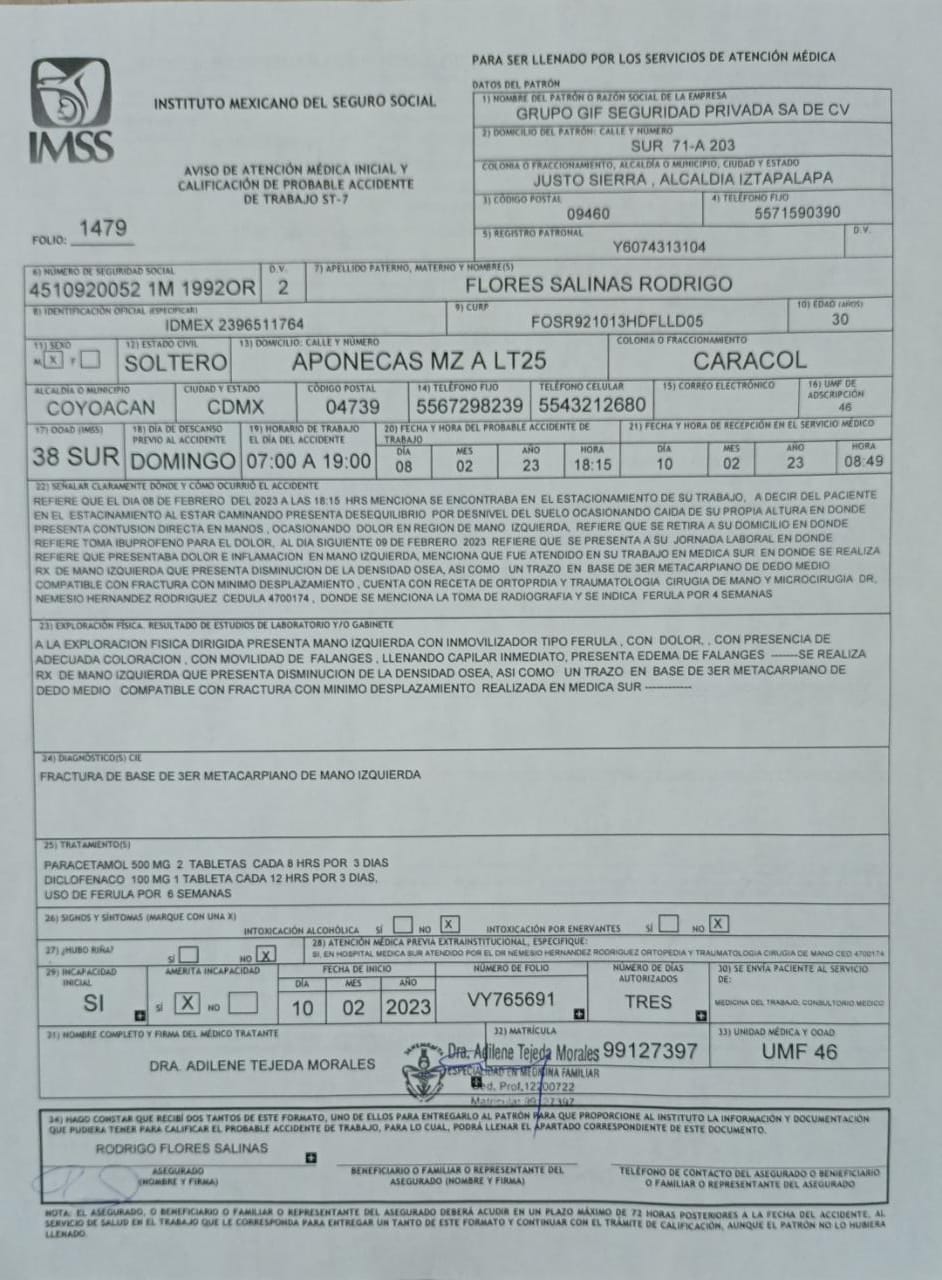 PARA SER LLENADO POR LOS SERVICIOS DE ATENCIÓN MÉDICA
IMSS
INSTITUTO MEXICANO DEL SEGURO SOCIAL
AVISO DE ATENCIÓN MÉDICA INICIAL Y
CALIFICACIÓN DE PROBABLE ACCIDENTE
DE TRABAJO ST-7
FOLIO: 1479
DATOS DEL PATRÓN
1) NOMBRE DEL PATRÓN O RAZÓN SOCIAL DE LA EMPRESA
GRUPO GIF SEGURIDAD PRIVADA SA DE CV
2) DOMICILIO DEL PATRÓN: CALLE Y NÚMERO
SUR 71-A 203
COLONIA O FRACCIONAMIENTO, ALCALDÍA O MUNICIPIO, CIUDAD Y ESTADO
JUSTO SIERRA , ALCALDIA IZTAPALAPA
3) CÓDIGO POSTAL 4) TELÉFONO FIJO
09460 5571590390
5) REGISTRO PATRONAL D.V.
Y6074313104
6) NÚMERO DE SEGURIDAD SOCIAL D.V. 7) APELLIDO PATERNO, MATERNO Y NOMBRE(S)
4510920052 1M 1992OR 2 FLORES SALINAS RODRIGO
8) IDENTIFICACIÓN OFICIAL (ESPECIFICAR) 9) CURP 10) EDAD (AÑOS)
IDMEX 2396511764 FOSR921013HDFLLD05 30
11) SEXO 12) ESTADO CIVIL 13) DOMICILIO: CALLE Y NÚMERO COLONIA O FRACCIONAMIENTO
M. X F SOLTERO APONECAS MZ A LT25 CARACOL
ALCALDÍA O MUNICIPIO CIUDAD Y ESTADO CÓDIGO POSTAL 14) TELÉFONO FIJO TELÉFONO CELULAR 15) CORREO ELECTRÓNICO 16) UMF DE ADSCRIPCIÓN
COYOACAN CDMX 04739 5567298239 5543212680 46
17) OOAD (IMSS) 18) DÍA DE DESCANSO PREVIO AL ACCIDENTE 19) HORARIO DE TRABAJO EL DÍA DEL ACCIDENTE 20) FECHA Y HORA DEL PROBABLE ACCIDENTE DE TRABAJO 21) FECHA Y HORA DE RECEPCIÓN EN EL SERVICIO MÉDICO
DÍA MES AÑO HORA DÍA MES AÑO HORA
38 SUR DOMINGO 07:00 A 19:00 08 02 23 18:15 10 02 23 08:49
22) SEÑALAR CLARAMENTE DÓNDE Y CÓMO OCURRIÓ EL ACCIDENTE
REFIERE QUE EL DIA 08 DE FEBRERO DEL 2023 A LAS 18:15 HRS MENCIONA SE ENCONTRABA EN EL ESTACIONAMIENTO DE SU TRABAJO, A DECIR DEL PACIENTE
EN EL ESTACINAMIENTO AL ESTAR CAMINANDO PRESENTA DESEQUILIBRIO POR DESNIVEL DEL SUELO OCASIONANDO CAIDA DE SU PROPIA ALTURA EN DONDE
PRESENTA CONTUSION DIRECTA EN MANOS , OCASIONANDO DOLOR EN REGION DE MANO IZQUIERDA, REFIERE QUE SE RETIRA A SU DOMICILIO EN DONDE
REFIERE TOMA IBUPROFENO PARA EL DOLOR, AL DIA SIGUIENTE 09 DE FEBRERO 2023 REFIERE QUE SE PRESENTA A SU JORNADA LABORAL EN DONDE
REFIERE QUE PRESENTABA DOLOR E INFLAMACION EN MANO IZQUIERDA, MENCIONA QUE FUE ATENDIDO EN SU TRABAJO EN MEDICA SUR EN DONDE SE REALIZA
RX DE MANO IZQUIERDA QUE PRESENTA DISMINUCION DE LA DENSIDAD OSEA, ASI COMO UN TRAZO EN BASE DE 3ER METACARPIANO DE DEDO MEDIO
COMPATIBLE CON FRACTURA CON MINIMO DESPLAZAMIENTO , CUENTA CON RECETA DE ORTOPRDIA Y TRAUMATOLOGIA CIRUGIA DE MANO Y MICROCIRUGIA DR.
NEMESIO HERNANDEZ RODRIGUEZ CEDULA 4700174 , DONDE SE MENCIONA LA TOMA DE RADIOGRAFIA Y SE INDICA FERULA POR 4 SEMANAS
23) EXPLORACIÓN FÍSICA. RESULTADO DE ESTUDIOS DE LABORATORIO Y/O GABINETE
A LA EXPLORACION FISICA DIRIGIDA PRESENTA MANO IZQUIERDA CON INMOVILIZADOR TIPO FERULA , CON DOLOR, , CON PRESENCIA DE
ADECUADA COLORACION , CON MOVILIDAD DE FALANGES , LLENANDO CAPILAR INMEDIATO, PRESENTA EDEMA DE FALANGES -------SE REALIZA
RX DE MANO IZQUIERDA QUE PRESENTA DISMINUCION DE LA DENSIDAD OSEA, ASI COMO UN TRAZO EN BASE DE 3ER METACARPIANO DE
DEDO MEDIO COMPATIBLE CON FRACTURA CON MINIMO DESPLAZAMIENTO REALIZADA EN MEDICA SUR ------------
24) DIAGNÓSTICO(S) CIE
FRACTURA DE BASE DE 3ER METACARPIANO DE MANO IZQUIERDA
25) TRATAMIENTO(S)
PARACETAMOL 500 MG 2 TABLETAS CADA 8 HRS POR 3 DIAS
DICLOFENACO 100 MG 1 TABLETA CADA 12 HRS POR 3 DIAS,
USO DE FERULA POR 6 SEMANAS
26) SIGNOS Y SÍNTOMAS (MARQUE CON UNA X)
INTOXICACIÓN ALCOHÓLICA SÍ NO X INTOXICACIÓN POR ENERVANTES SÍ NO X
27) ¿HUBO RIÑA? SÍ NO X 28) ATENCIÓN MÉDICA PREVIA EXTRAINSTITUCIONAL, ESPECIFIQUE:
SI, EN HOSPITAL MEDICA SUR ATENDIDO POR EL DR NEMESIO HERNANDEZ RODRIGUEZ ORTOPEDIA Y TRAUMATOLOGIA CIRUGIA DE MANO CED 4700174
29) INCAPACIDAD INICIAL AMERITA INCAPACIDAD FECHA DE INICIO NÚMERO DE FOLIO NÚMERO DE DÍAS AUTORIZADOS 30) SE ENVÍA PACIENTE AL SERVICIO DE:
DÍA MES AÑO
SI SÍ X NO 10 02 2023 VY765691 TRES MEDICINA DEL TRABAJO, CONSULTORIO MEDICO
31) NOMBRE COMPLETO Y FIRMA DEL MÉDICO TRATANTE 32) MATRÍCULA 33) UNIDAD MÉDICA Y OOAD
DRA. ADILENE TEJEDA MORALES Dra. Adilene Tejeda Morales 99127397 UMF 46
ESPECIALIDAD EN MEDICINA FAMILIAR
Ced. Prof.12200722
Matricula: 99127397
34) HAGO CONSTAR QUE RECIBÍ DOS TANTOS DE ESTE FORMATO, UNO DE ELLOS PARA ENTREGARLO AL PATRÓN PARA QUE PROPORCIONE AL INSTITUTO LA INFORMACIÓN Y DOCUMENTACIÓN
QUE PUDIERA TENER PARA CALIFICAR EL PROBABLE ACCIDENTE DE TRABAJO, PARA LO CUAL, PODRÁ LLENAR EL APARTADO CORRESPONDIENTE DE ESTE DOCUMENTO.
RODRIGO FLORES SALINAS
ASEGURADO (NOMBRE Y FIRMA)
BENEFICIARIO O FAMILIAR O REPRESENTANTE DEL ASEGURADO (NOMBRE Y FIRMA)
TELÉFONO DE CONTACTO DEL ASEGURADO O BENIEFICIARIO O FAMILIAR O REPRESENTANTE DEL ASEGURADO
NOTA: EL ASEGURADO, O BENEFICIARIO O FAMILIAR O REPRESENTANTE DEL ASEGURADO DEBERÁ ACUDIR EN UN PLAZO MÁXIMO DE 72 HORAS POSTERIORES A LA FECHA DEL ACCIDENTE, AL
SERVICIO DE SALUD EN EL TRABAJO QUE LE CORRESPONDA PARA ENTREGAR UN TANTO DE ESTE FORMATO Y CONTINUAR CON EL TRÁMITE DE CALIFICACIÓN, AUNQUE EL PATRÓN NO LO HUBIERA
LLENADO.